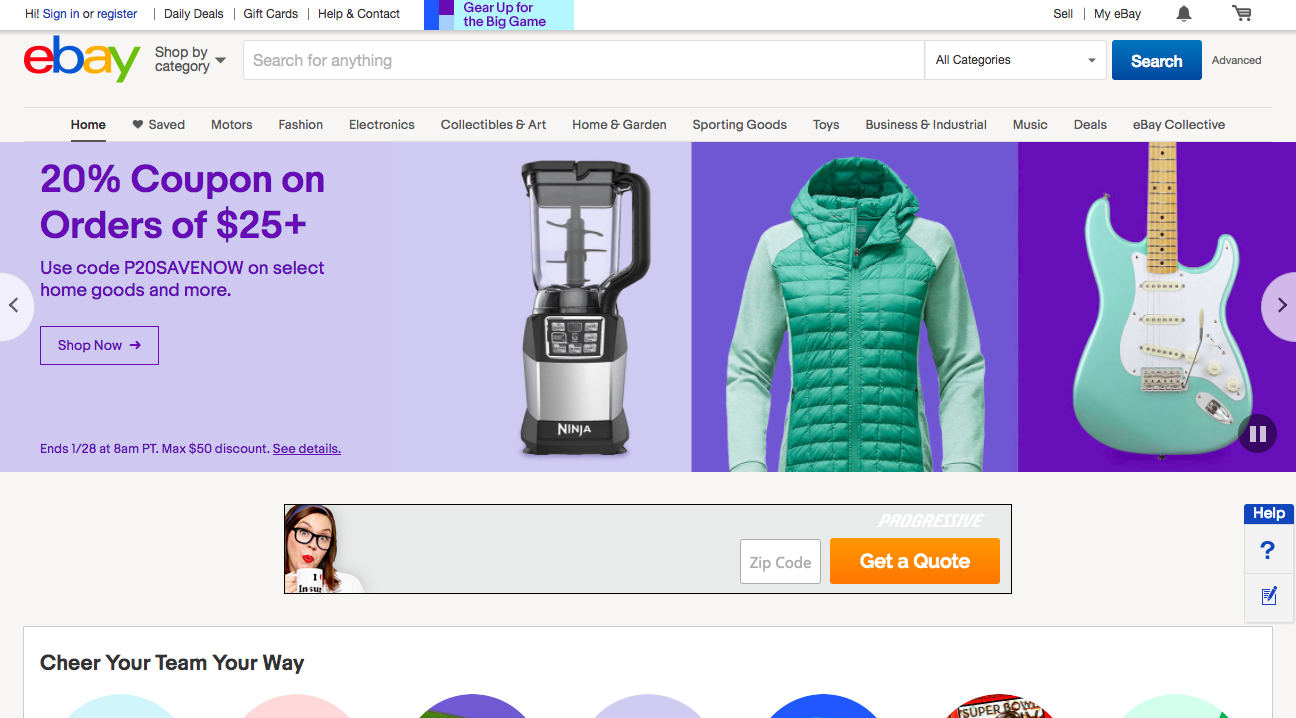 Hi! Sign in or register
Daily Deals
Gift Cards
Help & Contact
Gear Up for
the Big Game
Sell
My eBay
ebay
Shop by
category
Search for anything
All Categories
Search
Advanced
Home
Saved
Motors
Fashion
Electronics
Collectibles & Art
Home & Garden
Sporting Goods
Toys
Business & Industrial
Music
Deals
eBay Collective
20% Coupon on
Orders of $25+
Use code P20SAVENOW on select
home goods and more.
Shop Now
Ends 1/28 at 8am PT. Max $50 discount. See details.
NINJA
PROGRESSIVE
Zip Code
Get a Quote
I
Insur
Help
?
Cheer Your Team Your Way
SUPER BOWL